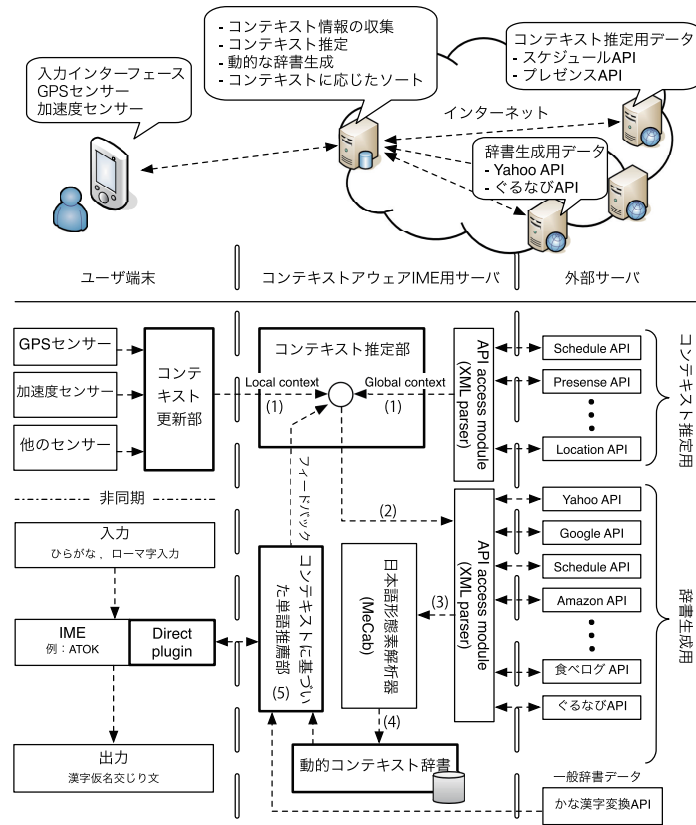 - コンテキスト情報の収集
- コンテキスト推定
- 動的な辞書生成
- コンテキストに応じたソート
コンテキスト推定用データ
- スケジュールAPI
- プレゼンスAPI
入力インターフェース
GPSセンサー
加速度センサー
インターネット
辞書生成用データ
- Yahoo API
- ぐるなびAPI
ユーザ端末
コンテキストアウェアIME用サーバ
外部サーバ
GPSセンサー
加速度センサー
他のセンサー
コンテ
キスト
更新部
コンテキスト推定部
Local context
(1)
Global context
(1)
API access module
(XML parser)
Schedule API
Presense API
Location API
コンテキスト推定用
非同期
フィードバック
(2)
入力
ひらがな，ローマ字入力
IME
例：ATOK
Direct
plugin
出力
漢字仮名交じり文
コンテキストに基づい
た単語推薦部
(5)
日本語形態素解析器
(MeCab)
(3)
(4)
API access module
(XML parser)
Yahoo API
Google API
Schedule API
Amazon API
食べログ API
ぐるなびAPI
辞書生成用
動的コンテキスト辞書
一般辞書データ
かな漢字変換API